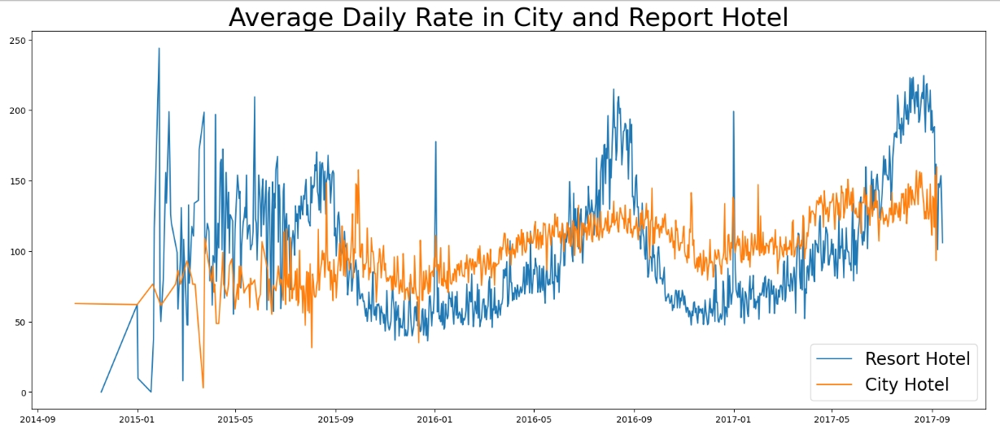 Average Daily Rate in City and Report Hotel
250
200
150
100
50
0
2014-09 2015-01 2015-05 2015-09 2016-01 2016-05 2016-09 2017-01 2017-05 2017-09
Resort Hotel
City Hotel